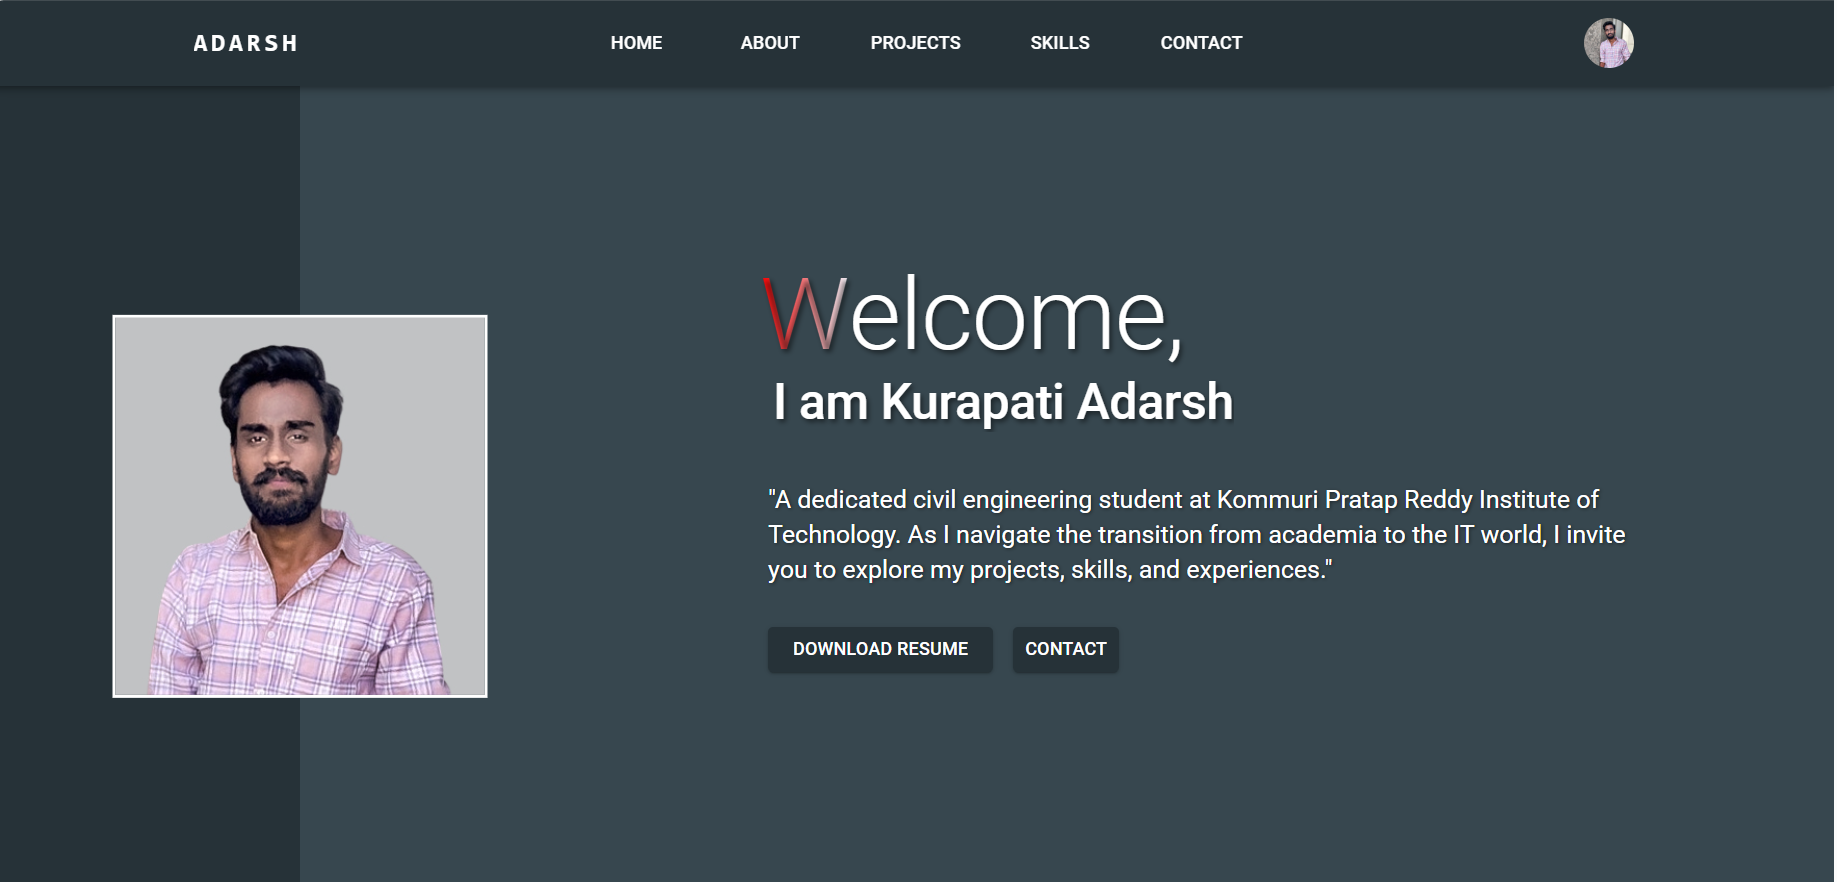 ADARSH
HOME
ABOUT
PROJECTS
SKILLS
CONTACT
Welcome,
I am Kurapati Adarsh
"A dedicated civil engineering student at Kommuri Pratap Reddy Institute of
Technology. As I navigate the transition from academia to the IT world, I invite
you to explore my projects, skills, and experiences."
DOWNLOAD RESUME
CONTACT